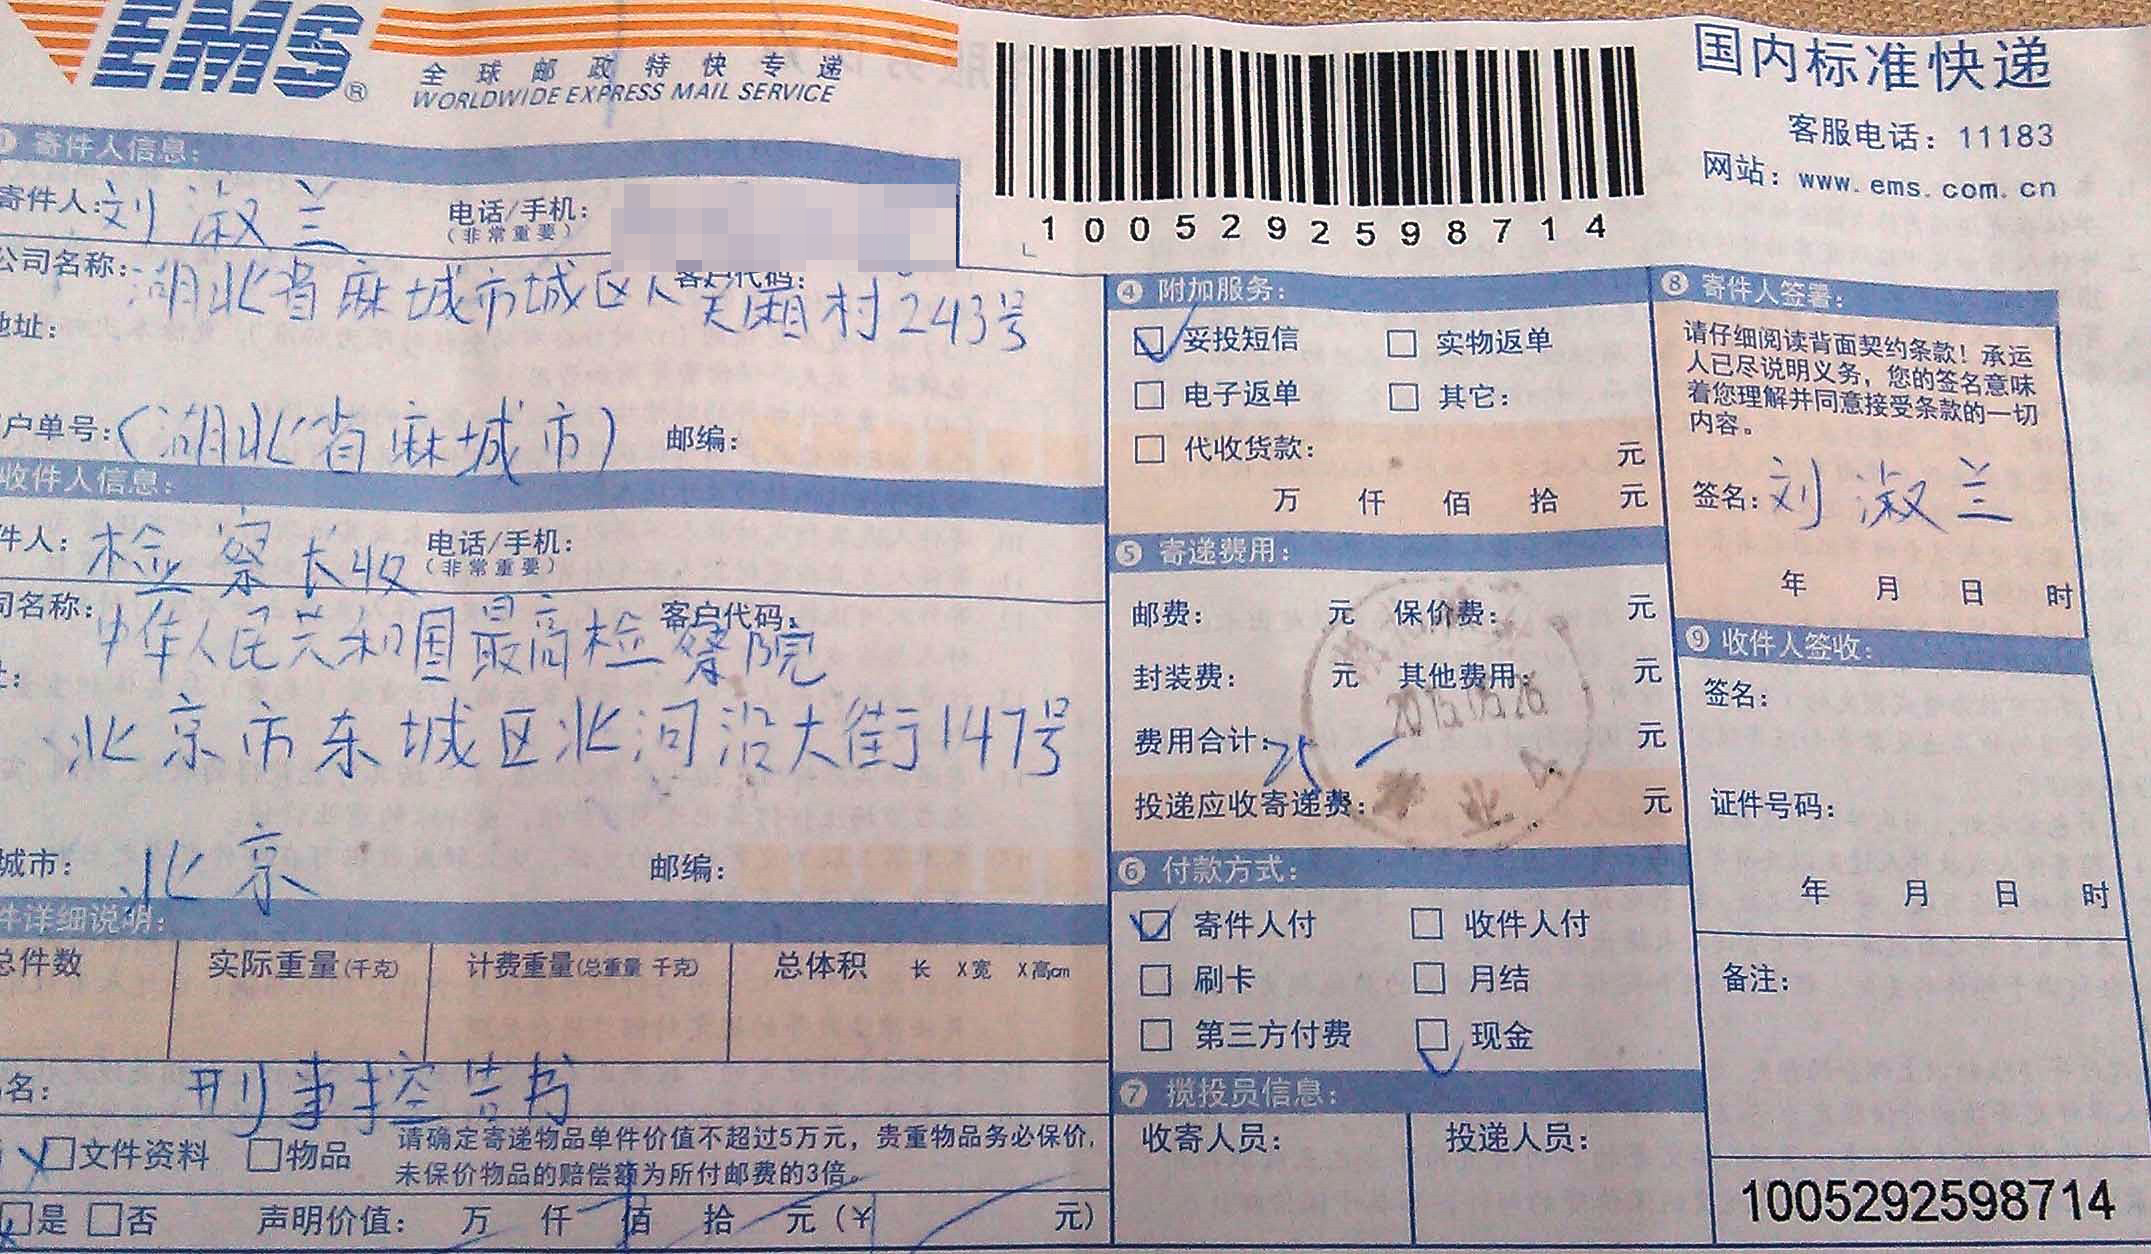 EMS®
全球邮政特快专递
WORLDWIDE EXPRESS MAIL SERVICE
1005292598714
国内标准快递
客服电话：11183
网站：www.ems.com.cn
寄件人信息：
寄件人：刘淑兰 电话/手机：
（非常重要）
公司名称： 客户代码：
湖北省麻城市城区 村243号
地址：
户单号：（湖北省麻城市） 邮编：
收件人信息：
件人：检察长收 电话/手机：
（非常重要）
司名称： 客户代码：
中华人民共和国最高检察院
北京市东城区北河沿大街147号
城市：北京 邮编：
件详细说明：
总件数 实际重量(千克) 计费重量(总重量 千克) 总体积 长 X宽 X高cm
名：刑事控告书
文件资料 物品 请确定寄递物品单件价值不超过5万元，贵重物品务必保价，
未保价物品的赔偿额为所付邮费的3倍。
是 否 声明价值： 万 仟 佰 拾 元（¥ 元）
4 附加服务：
妥投短信 实物返单
电子返单 其它：
代收货款： 元
万 仟 佰 拾 元
5 寄递费用：
邮费： 元 保价费： 元
封装费： 元 其他费用： 元
费用合计：25 元
投递应收寄递费： 元
6 付款方式：
寄件人付 收件人付
刷卡 月结
第三方付费 现金
7 揽投员信息：
收寄人员： 投递人员：
8 寄件人签署：
请仔细阅读背面契约条款！承运
人已尽说明义务，您的签名意味
着您理解并同意接受条款的一切
内容。
签名：刘淑兰
年 月 日 时
9 收件人签收：
签名：
证件号码：
年 月 日 时
备注：
1005292598714